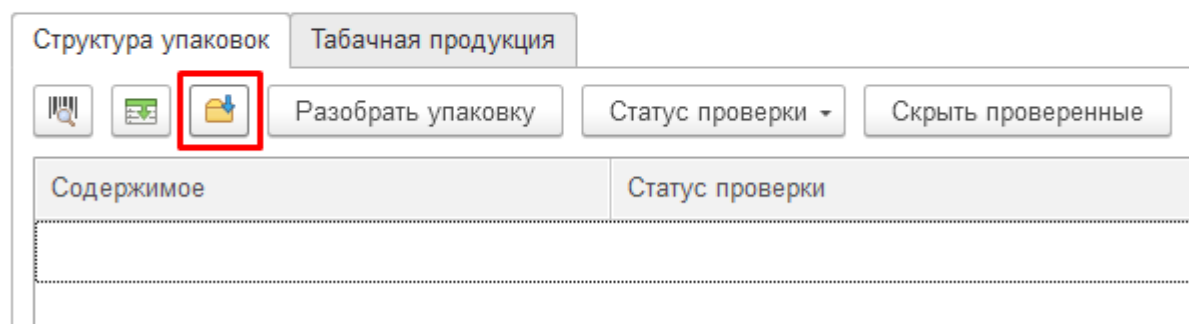 Структура упаковок Табачная продукция
Разобрать упаковку Статус проверки Скрыть проверенные
Содержимое Статус проверки